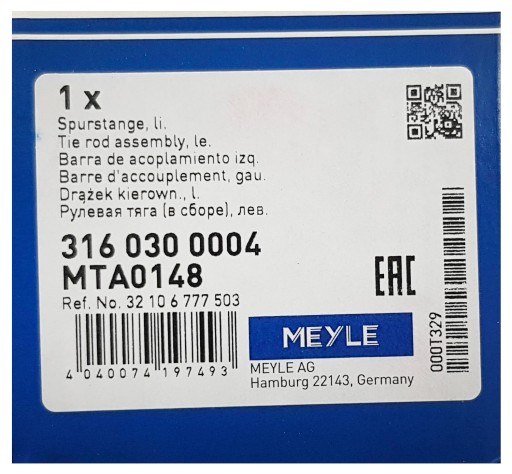 1 x
Spurstange, li.
Tie rod assembly, le.
Barra de acoplamiento izq.
Barre d'accouplement, gau.
Drążek kierown., l.
Рулевая тяга (в сборе), лев.
316 030 0004
MTA0148
Ref. No. 32 10 6 777 503
4 040074 197493
MEYLE
MEYLE AG
Hamburg 22143, Germany
EAC
000T329